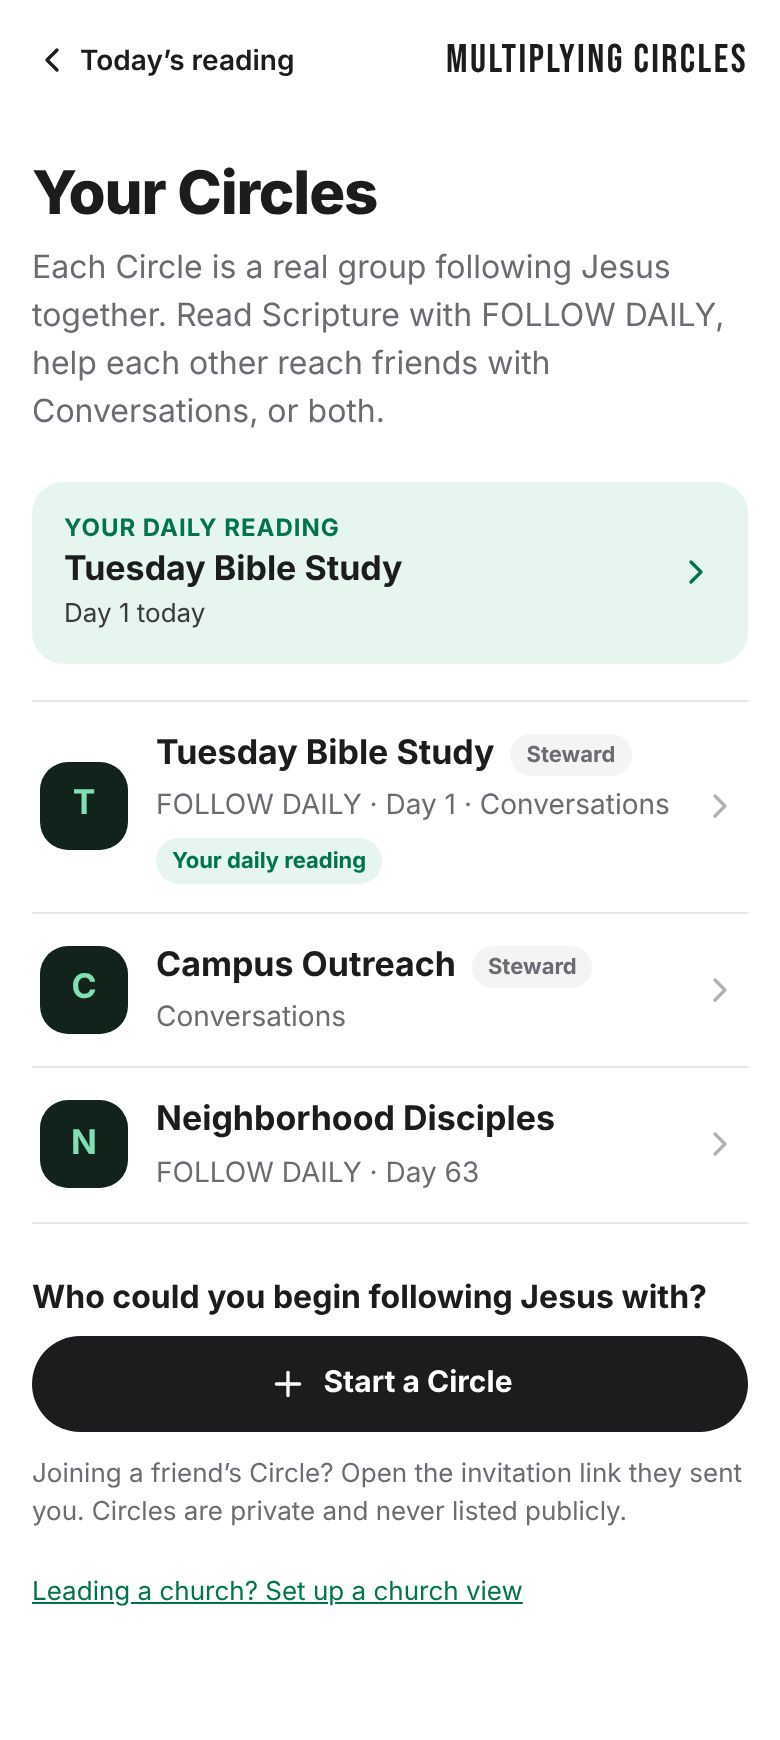 Today’s reading
MULTIPLYING CIRCLES
Your Circles
Each Circle is a real group following Jesus
together. Read Scripture with FOLLOW DAILY,
help each other reach friends with
Conversations, or both.
YOUR DAILY READING
Tuesday Bible Study
Day 1 today
T
Tuesday Bible Study Steward
FOLLOW DAILY · Day 1 · Conversations
Your daily reading
C
Campus Outreach Steward
Conversations
N
Neighborhood Disciples
FOLLOW DAILY · Day 63
Who could you begin following Jesus with?
Start a Circle
Joining a friend’s Circle? Open the invitation link they sent
you. Circles are private and never listed publicly.
Leading a church? Set up a church view